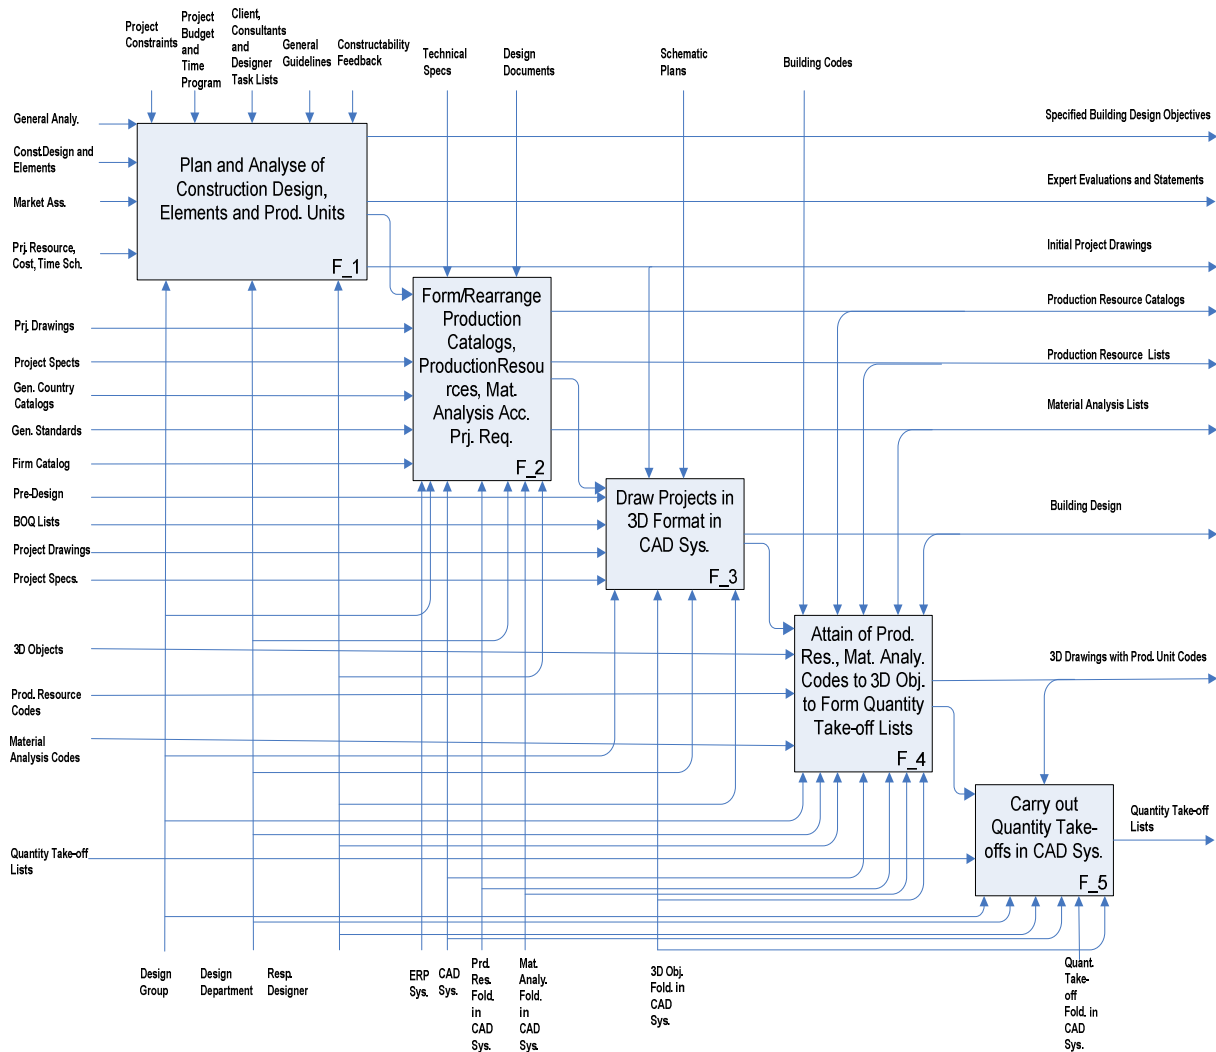 Project
Constraints
Project
Budget
and
Time
Program
Client,
Consultants
and
Designer
Task Lists
General
Guidelines
Constructability
Feedback
Technical
Specs
Design
Documents
Schematic
Plans
Building Codes
General Analy.
Const.Design and
Elements
Market Ass.
Prj. Resource,
Cost, Time Sch.
Plan and Analyse of
Construction Design,
Elements and Prod. Units
F_1
Specified Building Design Objectives
Expert Evaluations and Statements
Initial Project Drawings
Production Resource Catalogs
Production Resource Lists
Material Analysis Lists
Building Design
3D Drawings with Prod. Unit Codes
Quantity Take-off
Lists
Prj. Drawings
Project Spects
Gen. Country
Catalogs
Gen. Standards
Firm Catalog
Form/Rearrange
Production
Catalogs,
ProductionResou
rces, Mat.
Analysis Acc.
Prj. Req.
F_2
Pre-Design
BOQ Lists
Project Drawings
Project Specs.
Draw Projects in
3D Format in
CAD Sys.
F_3
3D Objects
Prod. Resource
Codes
Material
Analysis Codes
Attain of Prod.
Res., Mat. Analy.
Codes to 3D Obj.
to Form Quantity
Take-off Lists
F_4
Quantity Take-off
Lists
Carry out
Quantity Take-
offs in CAD Sys.
F_5
Design
Group
Design
Department
Resp.
Designer
ERP
Sys.
CAD
Sys.
Prd.
Res.
Fold.
in
CAD
Sys.
Mat.
Analy.
Fold.
in
CAD
Sys.
3D Obj.
Fold. in
CAD
Sys.
Quant.
Take-
off
Fold. in
CAD
Sys.